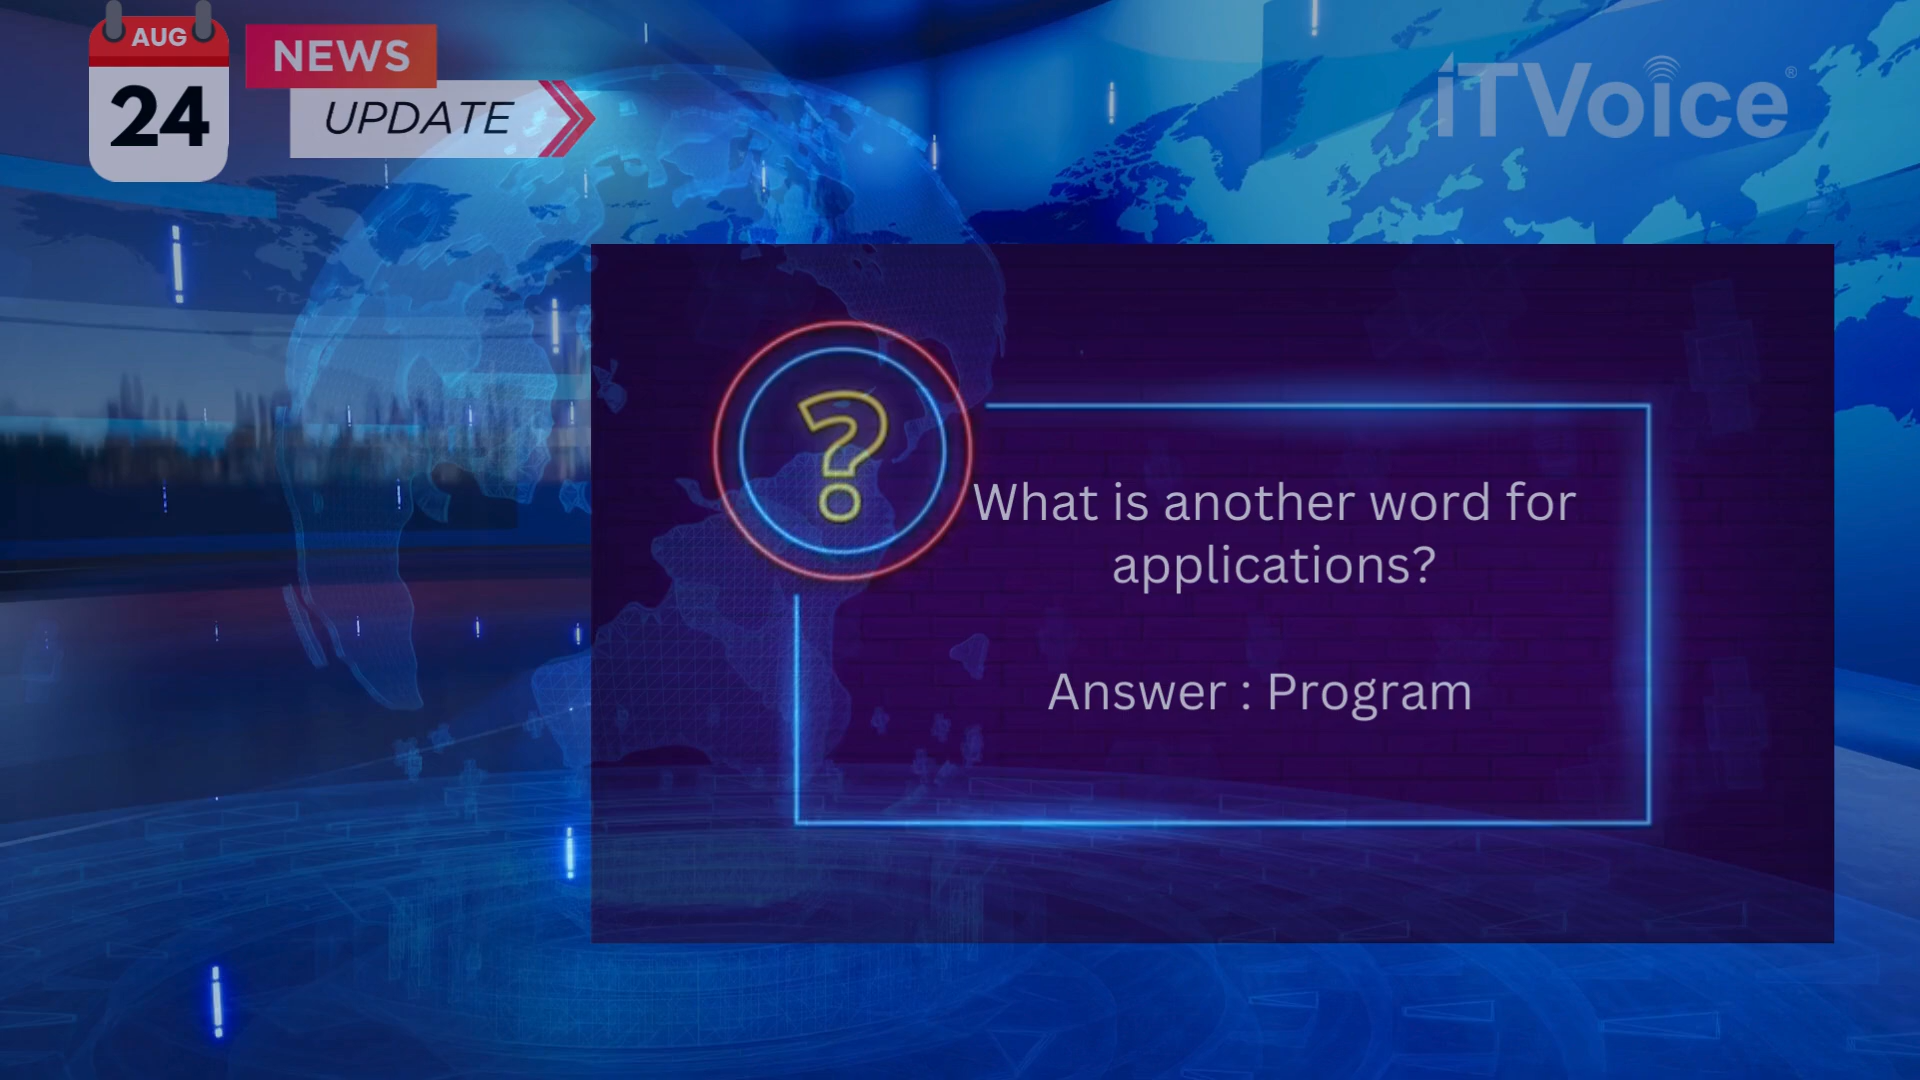 AUG
24
NEWS
UPDATE
iTVoice®
What is another word for
applications?
Answer : Program